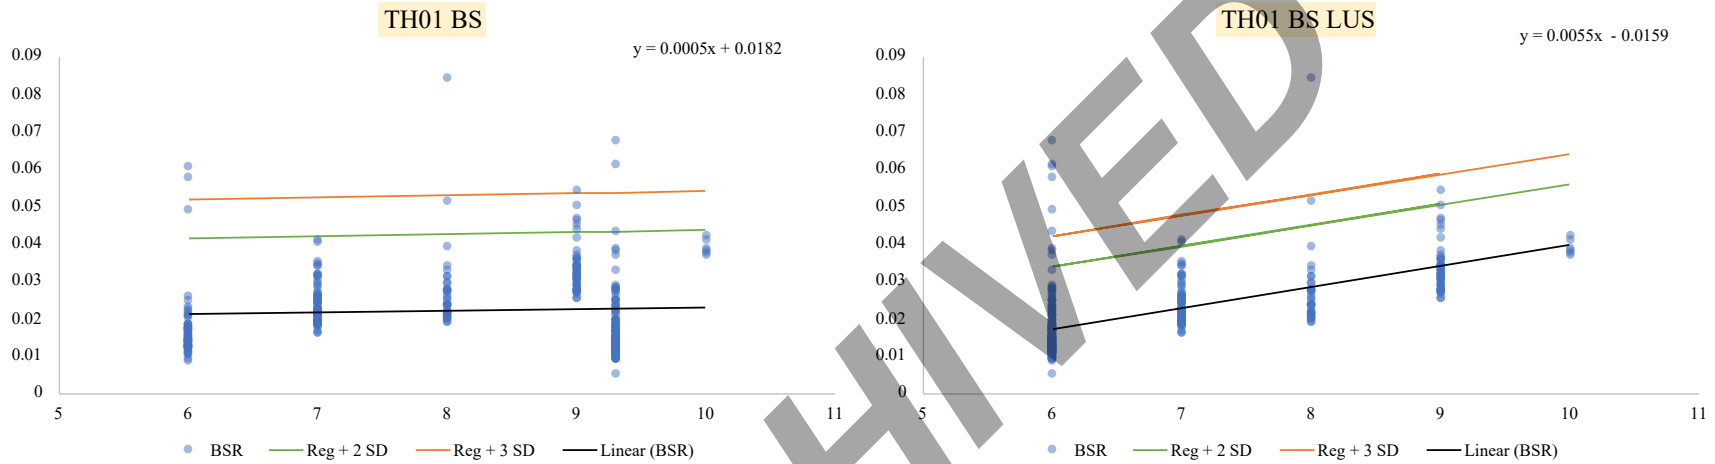 TH01 BS
y = 0.0005x + 0.0182
0.09
0.08
0.07
0.06
0.05
0.04
0.03
0.02
0.01
0
5 6 7 8 9 10 11
BSR Reg + 2 SD Reg + 3 SD Linear (BSR)
TH01 BS LUS
y = 0.0055x - 0.0159
0.09
0.08
0.07
0.06
0.05
0.04
0.03
0.02
0.01
0
5 6 7 8 9 10 11
BSR Reg + 2 SD Reg + 3 SD Linear (BSR)
HIVED